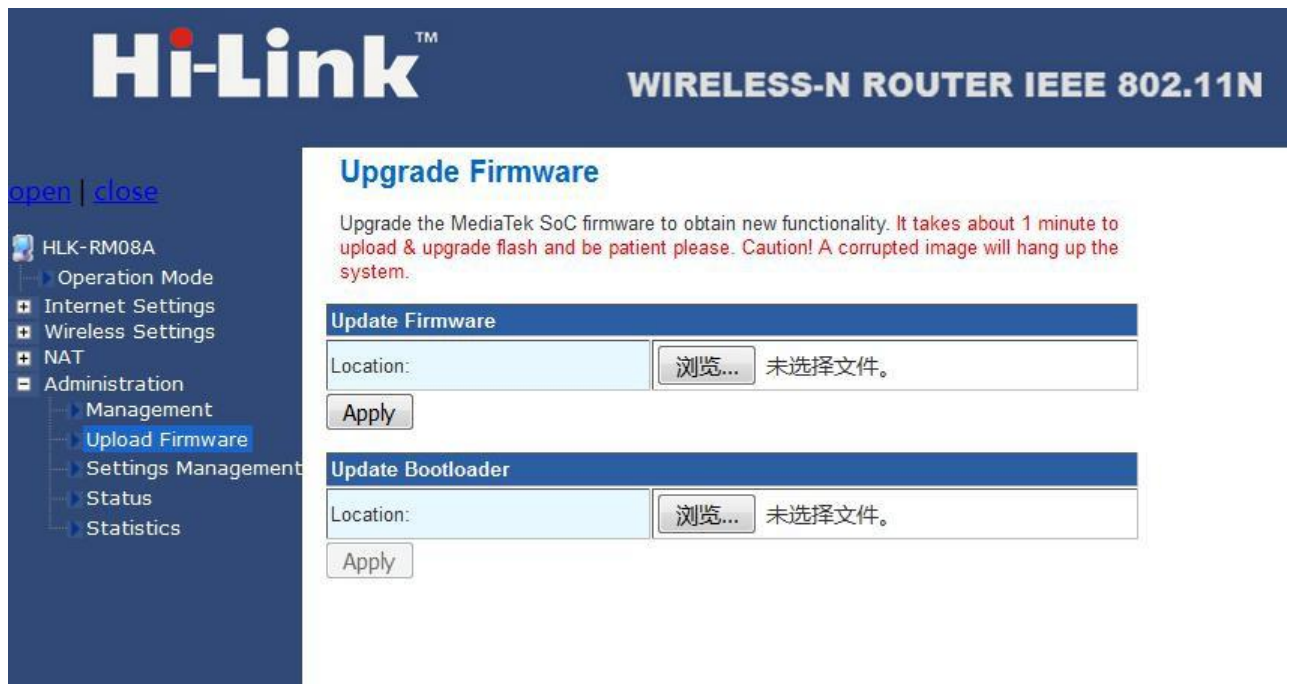 Hi-Link™
WIRELESS-N ROUTER IEEE 802.11N
open | close
HLK-RM08A
Operation Mode
Internet Settings
Wireless Settings
NAT
Administration
Management
Upload Firmware
Settings Management
Status
Statistics
Upgrade Firmware
Upgrade the MediaTek SoC firmware to obtain new functionality. It takes about 1 minute to
upload & upgrade flash and be patient please. Caution! A corrupted image will hang up the
system.
Update Firmware
Location: 浏览... 未选择文件。
Apply
Update Bootloader
Location: 浏览... 未选择文件。
Apply